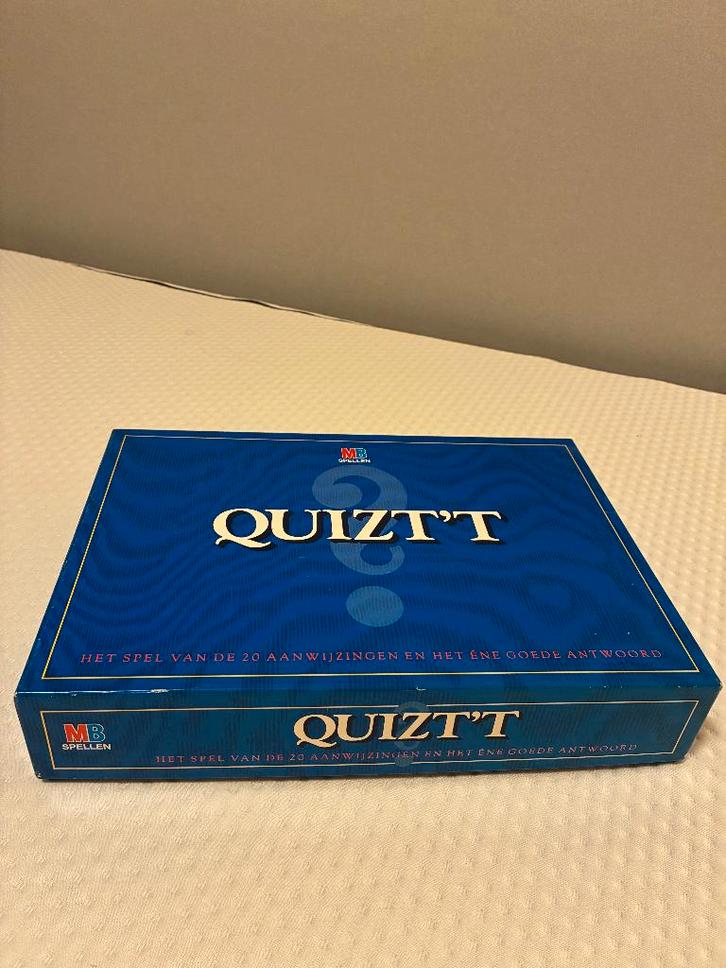 MB
SPELLEN
QUIZT'T
HET SPEL VAN DE 20 AANWIJZINGEN EN HET ÉNE GOEDE ANTWOORD
QUIZT'T
MB
SPELLEN
HET SPEL VAN DE 20 AANWIJZINGEN EN HET ÉNE GOEDE ANTWOORD